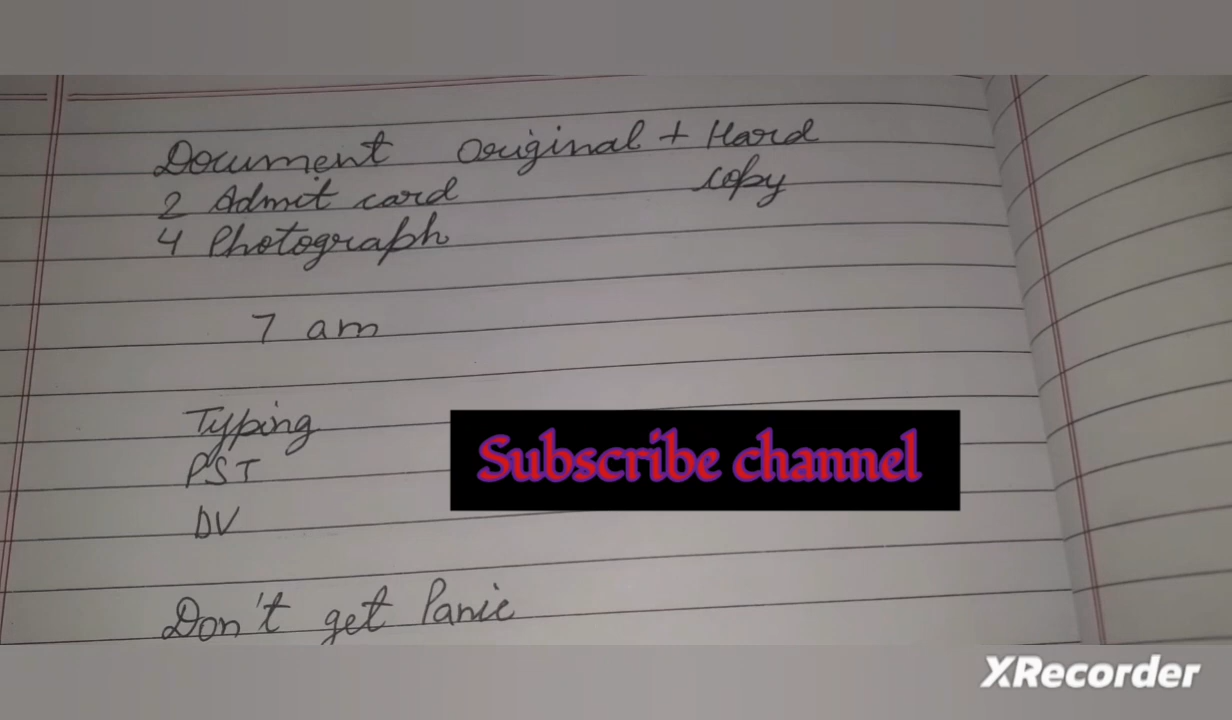 Document Original + Hard
copy
2 Admit card
4 Photograph
7 am
Typing
PST
DV
Subscribe channel
Don't get Panic
XRecorder